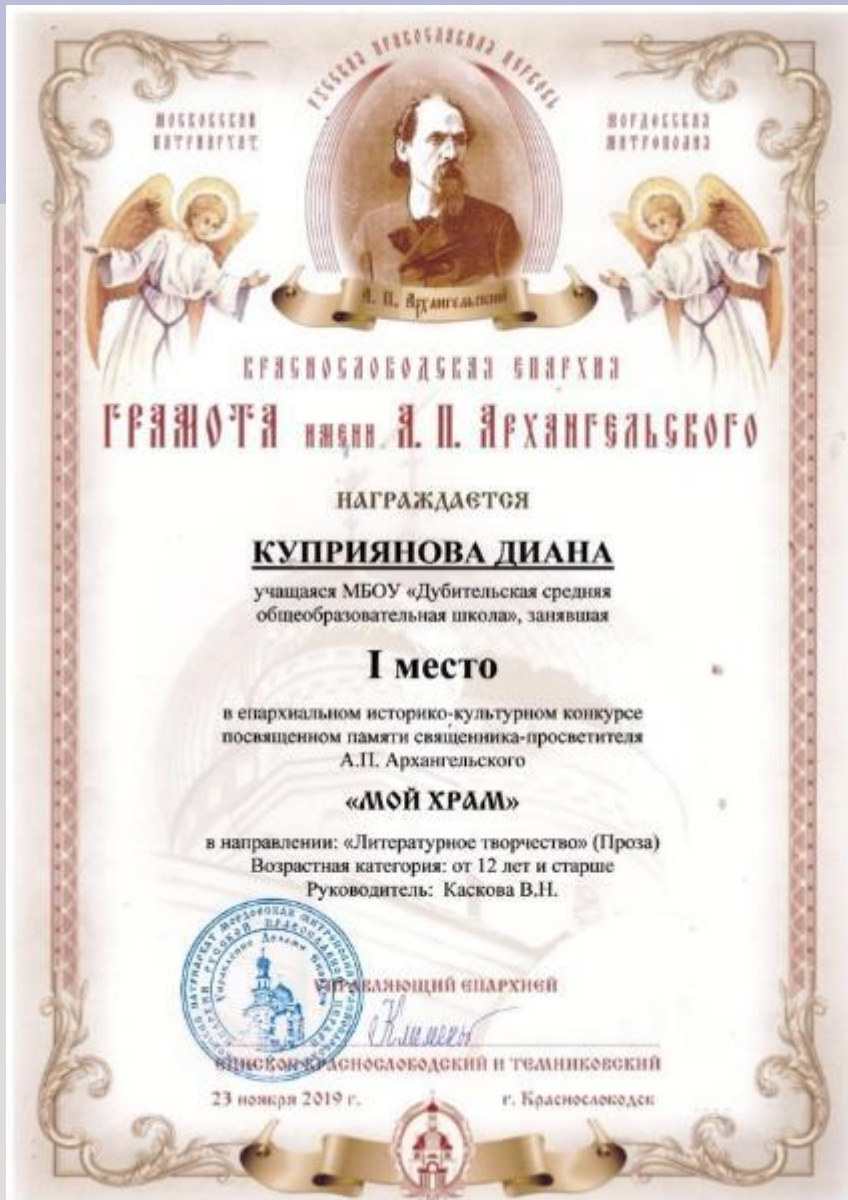 РУССКАЯ ПРАВОСЛАВНАЯ ЦЕРКОВЬ
МОСКОВСКИЙ
ПАТРИАРХАТ
МОРДОВСКАЯ
МИТРОПОЛИЯ
А. П. Архангельский
КРАСНОСЛОБОДСКАЯ ЕПАРХИЯ
ГРАМОТА ИМЕНИ А. П. АРХАНГЕЛЬСКОГО
НАГРАЖДАЕТСЯ
КУПРИЯНОВА ДИАНА
учащаяся МБОУ «Дубительская средняя
общеобразовательная школа», занявшая
I место
в епархиальном историко-культурном конкурсе
посвященном памяти священника-просветителя
А.П. Архангельского
«МОЙ ХРАМ»
в направлении: «Литературное творчество» (Проза)
Возрастная категория: от 12 лет и старше
Руководитель: Каскова В.Н.
УПРАВЛЯЮЩИЙ ЕПАРХИЕЙ
Климент
ЕПИСКОП КРАСНОСЛОБОДСКИЙ И ТЕМНИКОВСКИЙ
23 ноября 2019 г.
г. Краснослободск